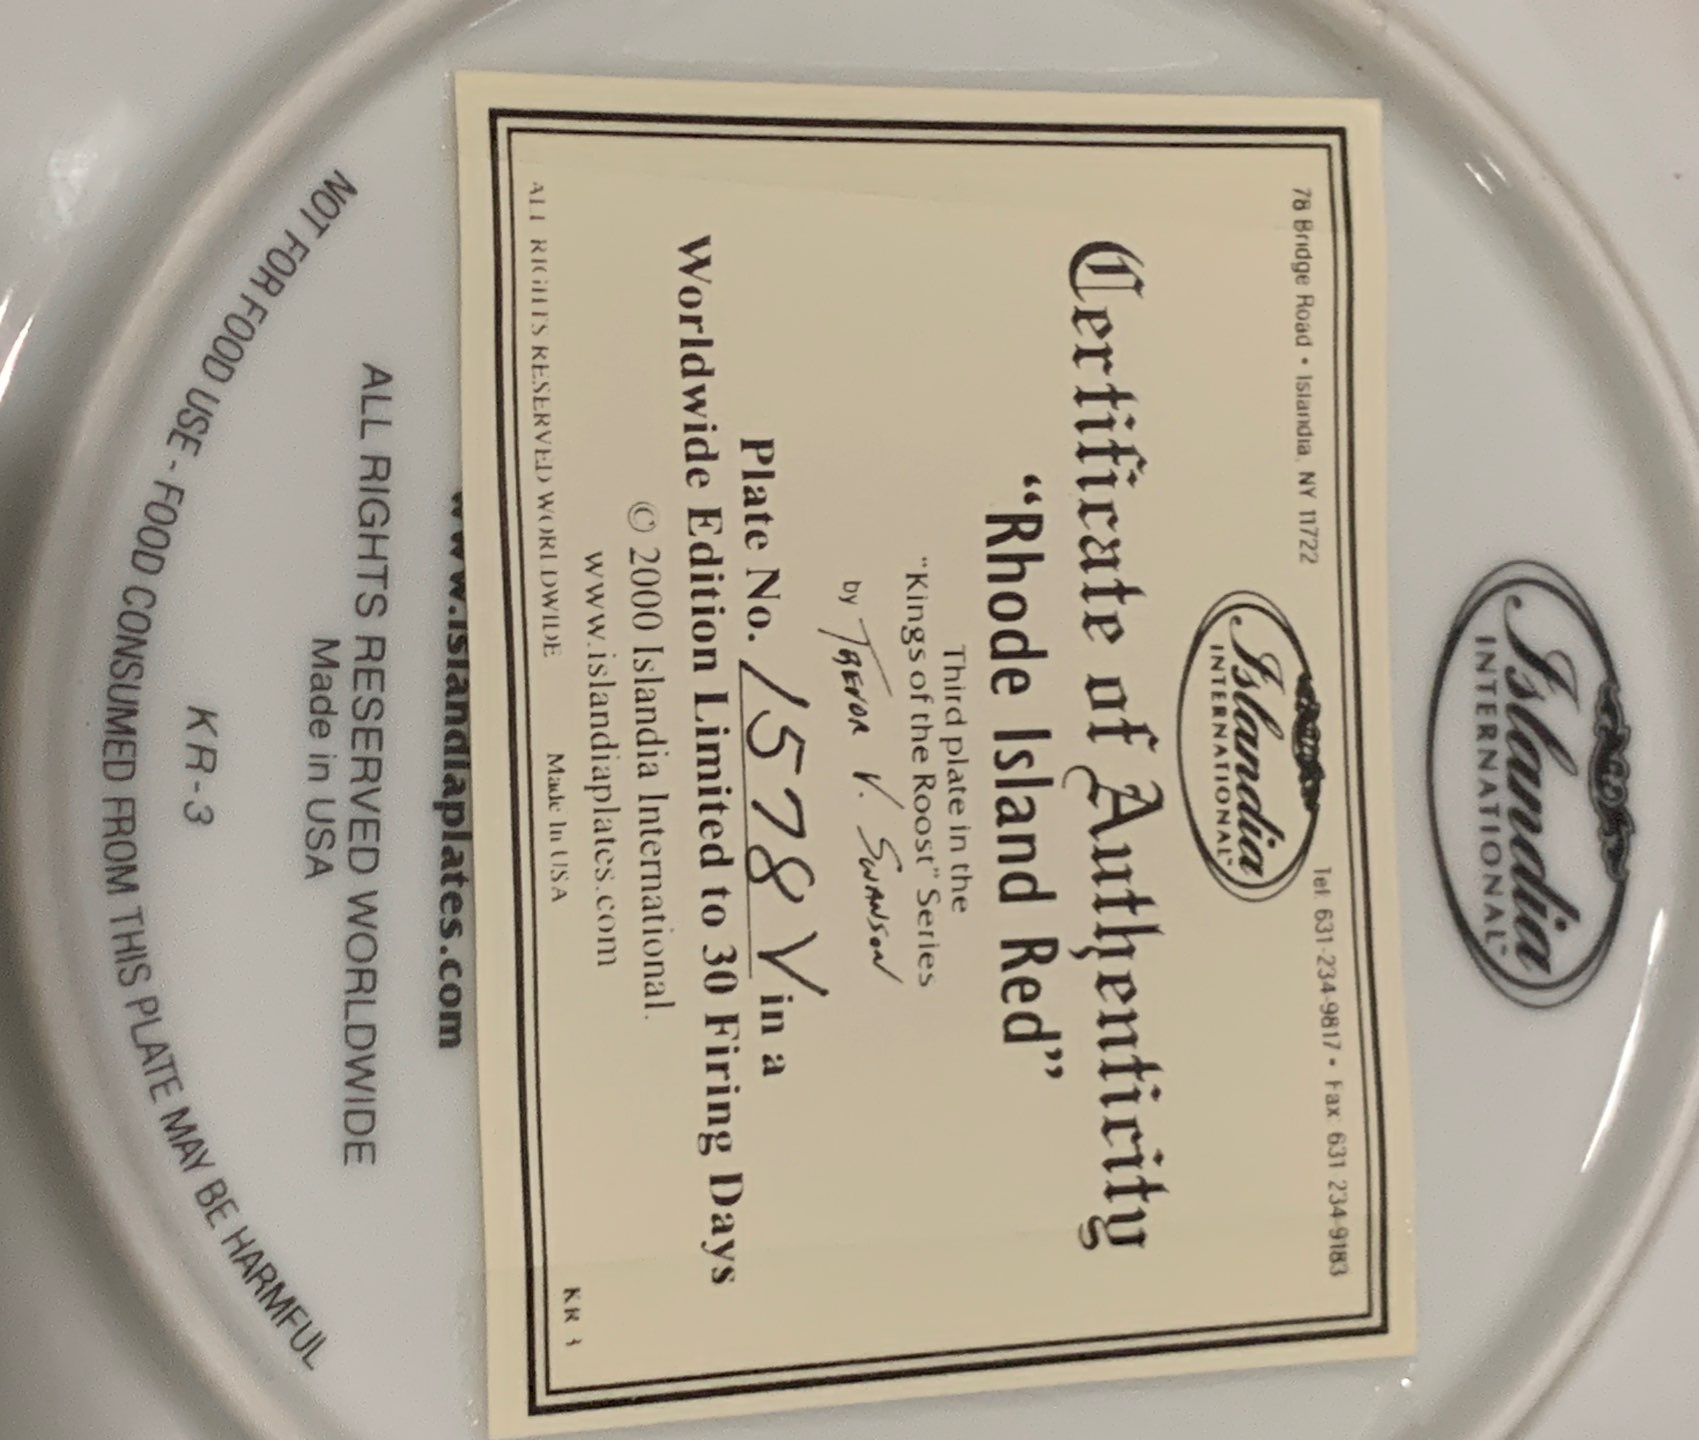 Islandia
INTERNATIONAL™
78 Bridge Road • Islandia, NY 11722
Tel: 631-234-9817 • Fax: 631 234-9183
Islandia
INTERNATIONAL™
Certificate of Authenticity
“Rhode Island Red”
Third plate in the
"Kings of the Roost" Series
by TREVOR V. SWANSON
Plate No. 1578 V in a
Worldwide Edition Limited to 30 Firing Days
© 2000 Islandia International.
www.islandiaplates.com
ALL RIGHTS RESERVED WORLDWIDE Made In USA KR 3
www.islandiaplates.com
ALL RIGHTS RESERVED WORLDWIDE
Made in USA
KR-3
NOT FOR FOOD USE - FOOD CONSUMED FROM THIS PLATE MAY BE HARMFUL